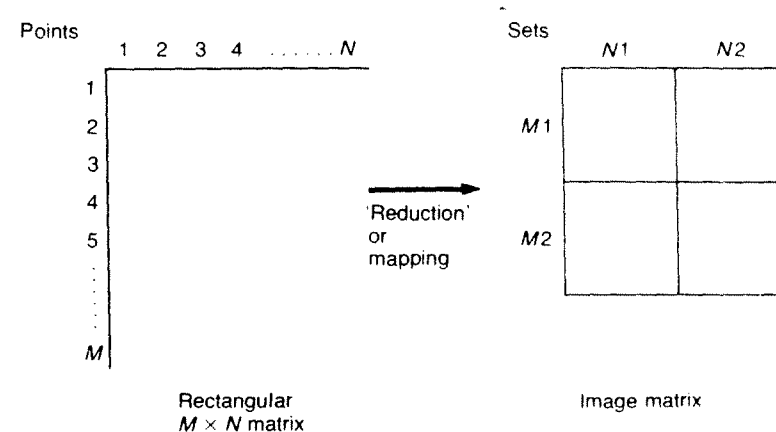 Points
1 2 3 4 . . . . . . N
1
2
3
4
5
.
.
.
.
.
M
Rectangular
M × N matrix
'Reduction'
or
mapping
Sets
N1 N2
M1
M2
Image matrix